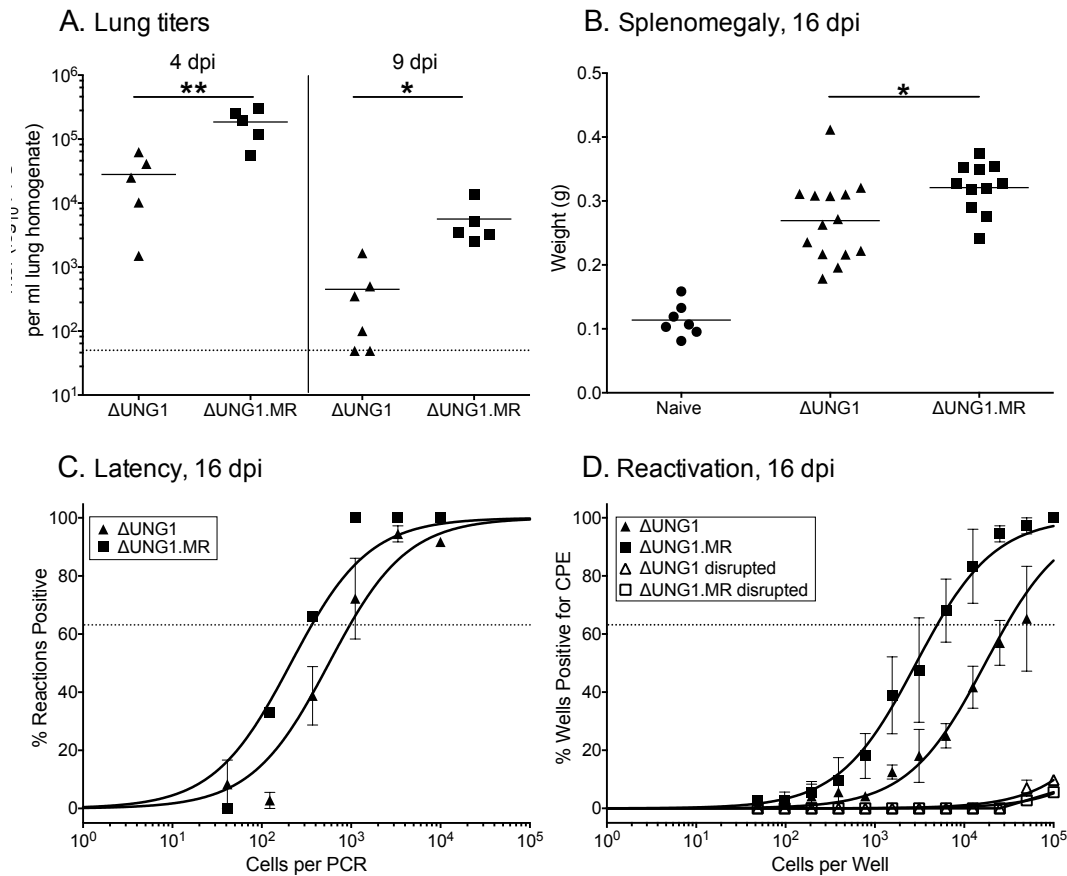 A. Lung titers
4 dpi
9 dpi
**
*
per ml lung homogenate)
10⁶
10⁵
10⁴
10³
10²
10¹
ΔUNG1
ΔUNG1.MR
ΔUNG1
ΔUNG1.MR
B. Splenomegaly, 16 dpi
*
Weight (g)
0.5
0.4
0.3
0.2
0.1
0.0
Naive
ΔUNG1
ΔUNG1.MR
C. Latency, 16 dpi
ΔUNG1
ΔUNG1.MR
% Reactions Positive
100
80
60
40
20
0
10⁰
10¹
10²
10³
10⁴
10⁵
Cells per PCR
D. Reactivation, 16 dpi
ΔUNG1
ΔUNG1.MR
ΔUNG1 disrupted
ΔUNG1.MR disrupted
% Wells Positive for CPE
100
80
60
40
20
0
10⁰
10¹
10²
10³
10⁴
10⁵
Cells per Well